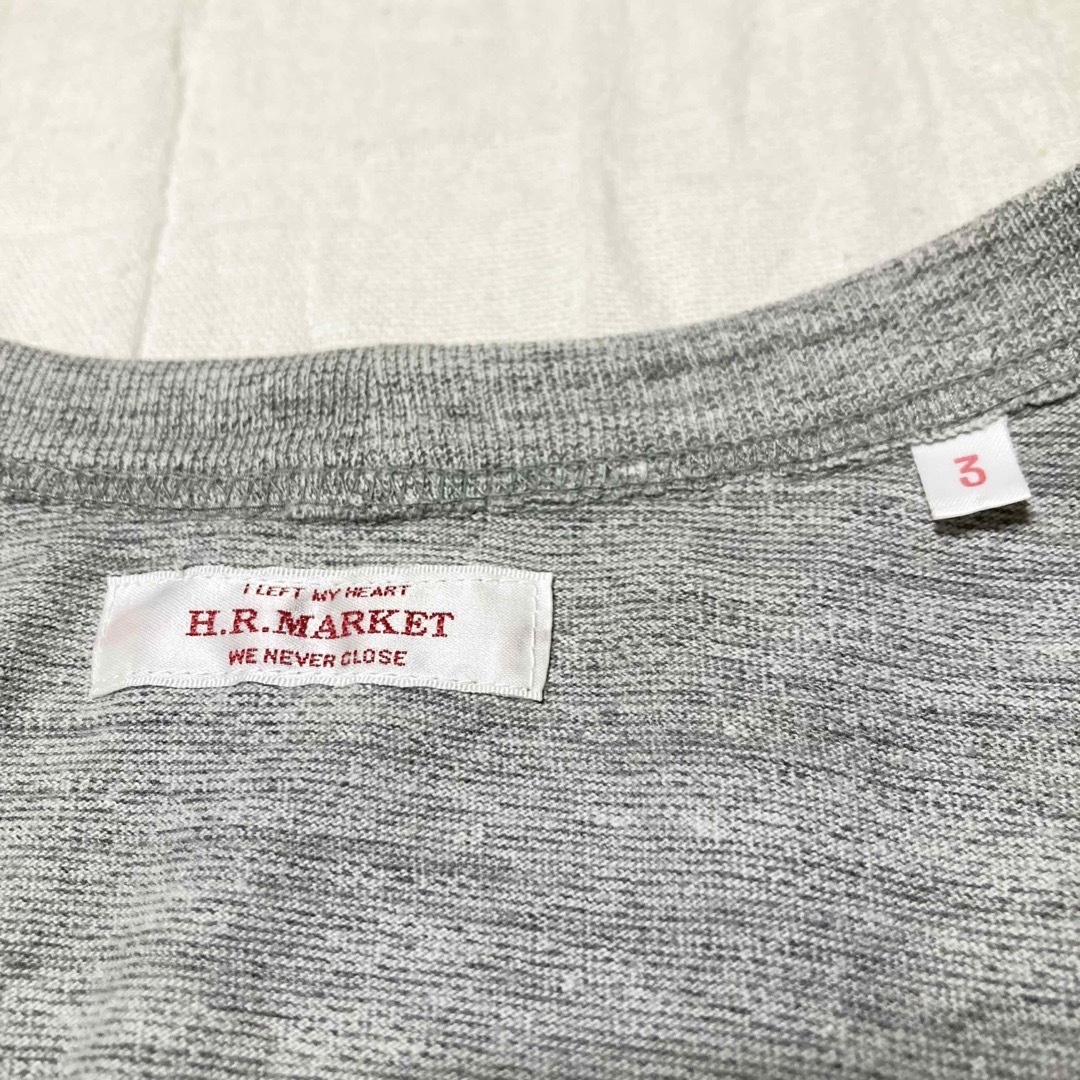 I LEFT MY HEART
H.R.MARKET
WE NEVER CLOSE
3